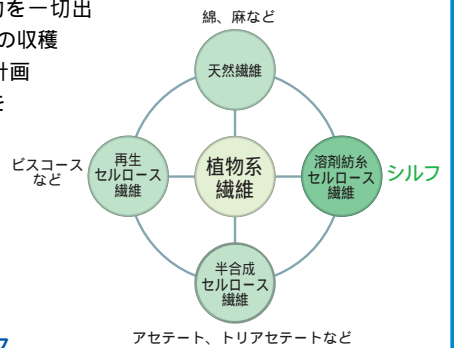 物を一切出
の収穫
計画
綿、麻など
天然繊維
ビスコース
など
再生
セルロース
繊維
植物系
繊維
溶剤紡糸
セルロース
繊維
シルフ
半合成
セルロース
繊維
アセテート、トリアセテートなど